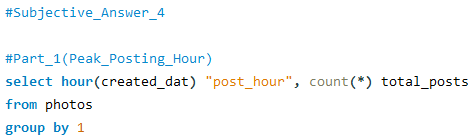 #Subjective_Answer_4
#Part_1(Peak_Posting_Hour)
select hour(created_dat) "post_hour", count(*) total_posts
from photos
group by 1